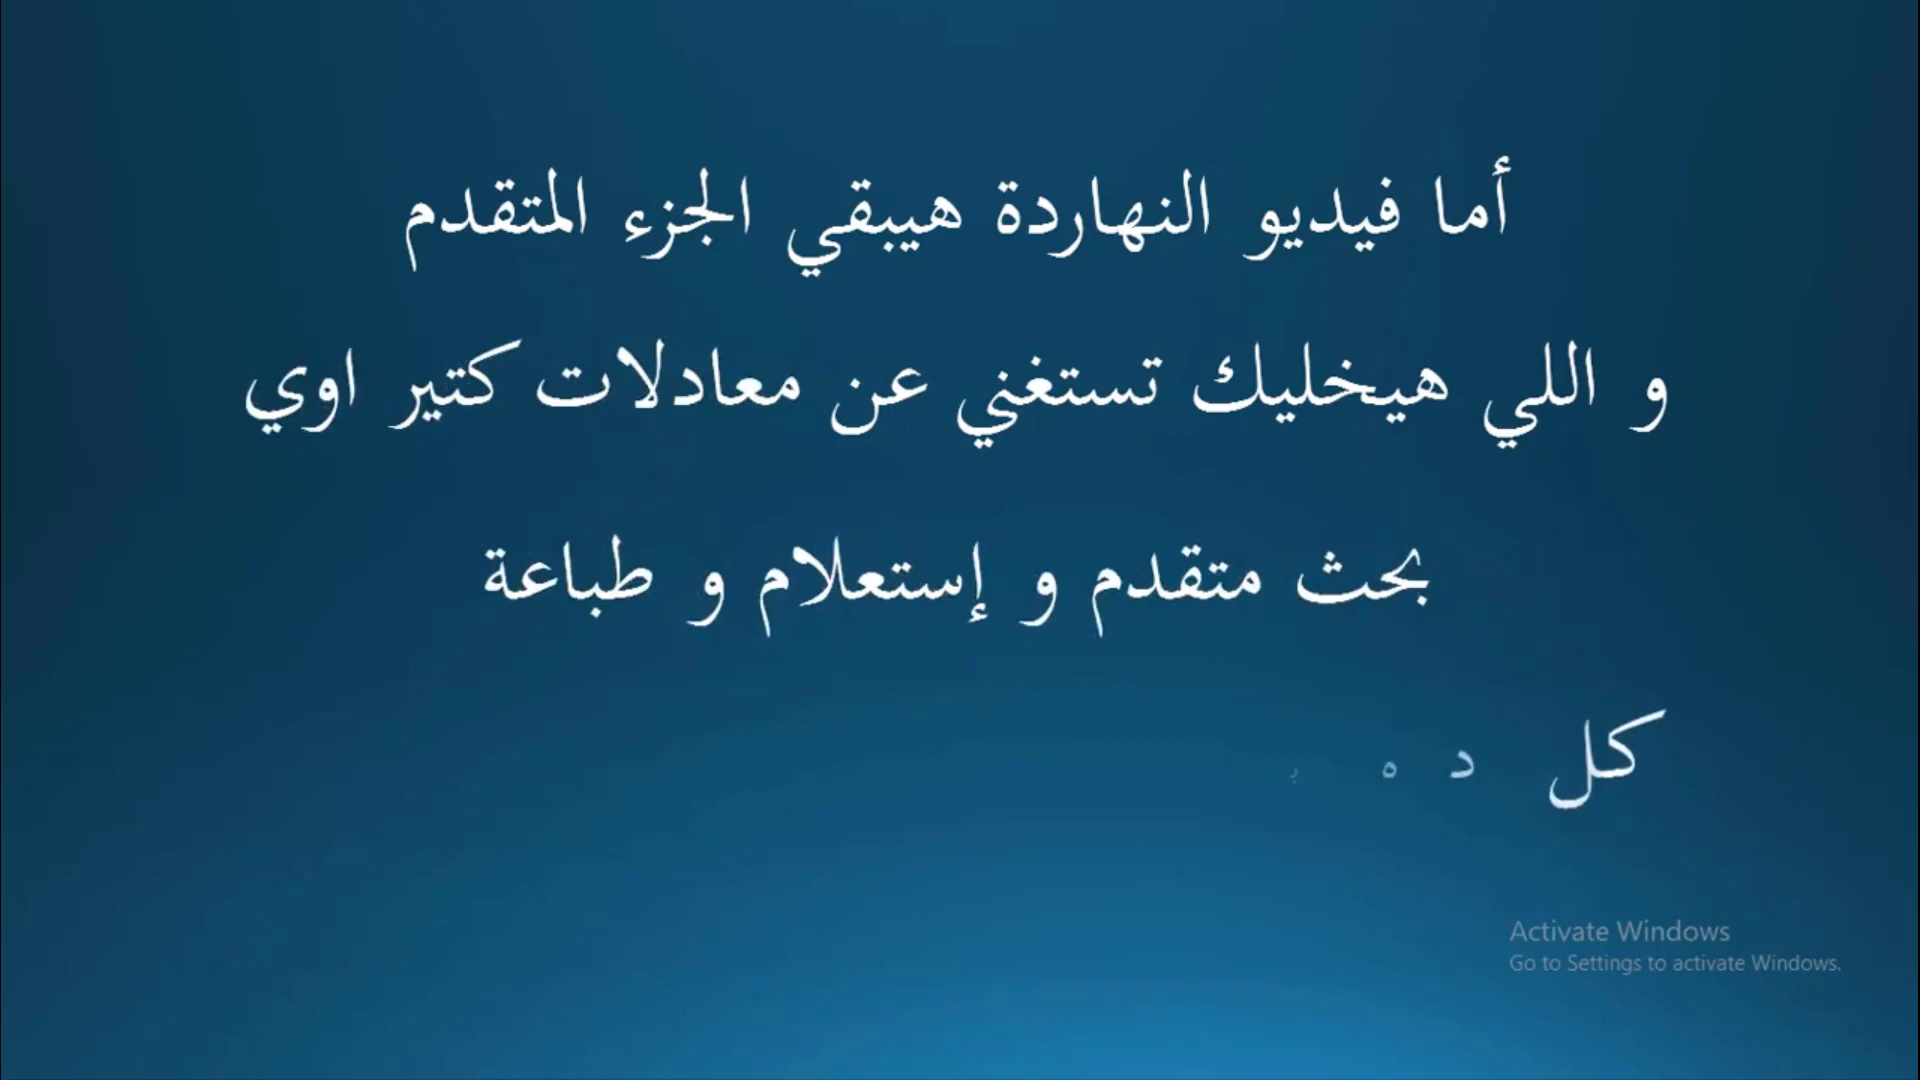 أما فيديو النهاردة هيبقي الجزء المتقدم
و اللي هيخليك تستغني عن معادلات كتير اوي
بحث متقدم و إستعلام و طباعة
كل ده
Activate Windows
Go to Settings to activate Windows.